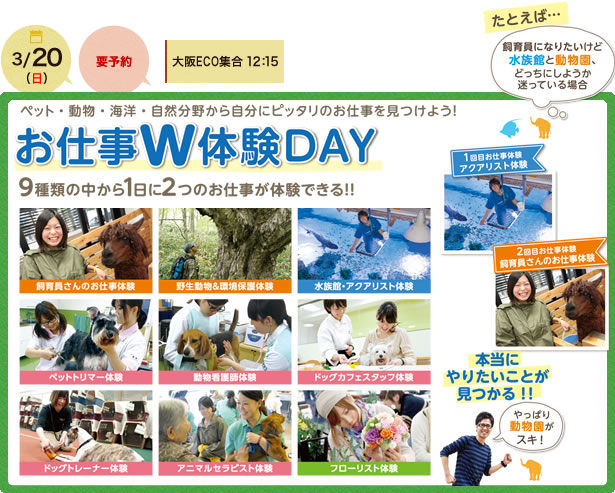 3/20
(日)
要予約
大阪ECO集合 12:15
たとえば…
飼育員になりたいけど
水族館と動物園、
どっちにしようか
迷っている場合
ペット・動物・海洋・自然分野から自分にピッタリのお仕事を見つけよう!
お仕事W体験DAY
9種類の中から1日に2つのお仕事が体験できる!!
1回目お仕事体験
アクアリスト体験
2回目お仕事体験
飼育員さんのお仕事体験
飼育員さんのお仕事体験
野生動物&環境保護体験
水族館・アクアリスト体験
ペットトリマー体験
動物看護師体験
ドッグカフェスタッフ体験
ドッグトレーナー体験
アニマルセラピスト体験
フローリスト体験
本当に
やりたいことが
見つかる!!
やっぱり
動物園が
スキ!